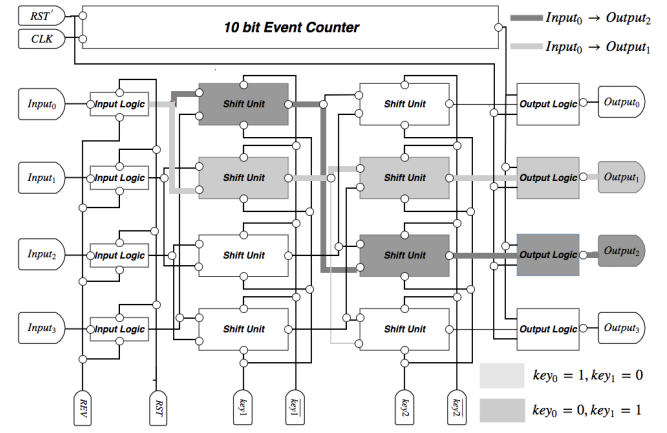 RST′
CLK
10 bit Event Counter
Input₀ → Output₂
Input₀ → Output₁
Input₀ Input Logic Shift Unit Shift Unit Output Logic Output₀
Input₁ Input Logic Shift Unit Shift Unit Output Logic Output₁
Input₂ Input Logic Shift Unit Shift Unit Output Logic Output₂
Input₃ Input Logic Shift Unit Shift Unit Output Logic Output₃
REV RST key1 key1̅ key2 key2̅
key₀ = 1, key₁ = 0
key₀ = 0, key₁ = 1